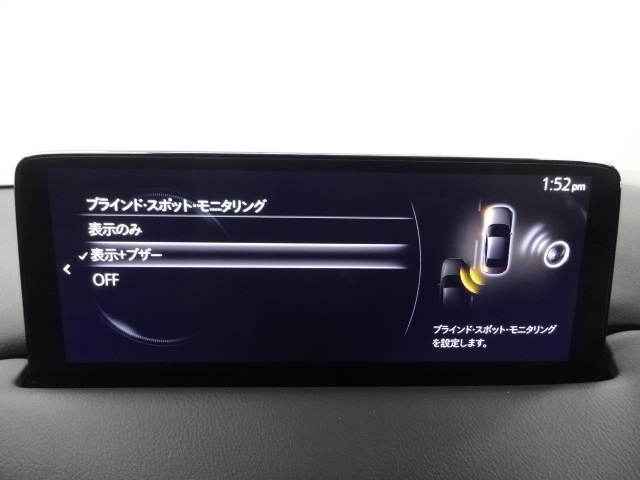 1:52pm
ブラインド・スポット・モニタリング
表示のみ
✓表示+ブザー
OFF
ブラインド・スポット・モニタリング
を設定します。